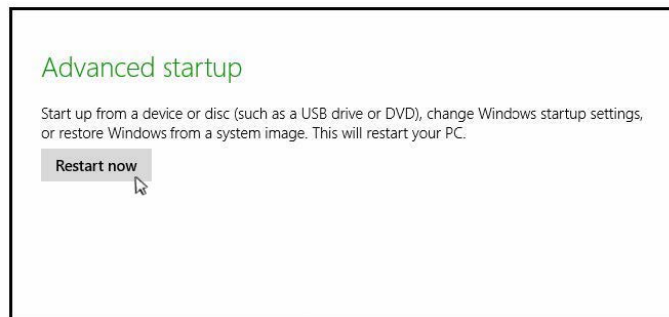 Advanced startup
Start up from a device or disc (such as a USB drive or DVD), change Windows startup settings,
or restore Windows from a system image. This will restart your PC.
Restart now